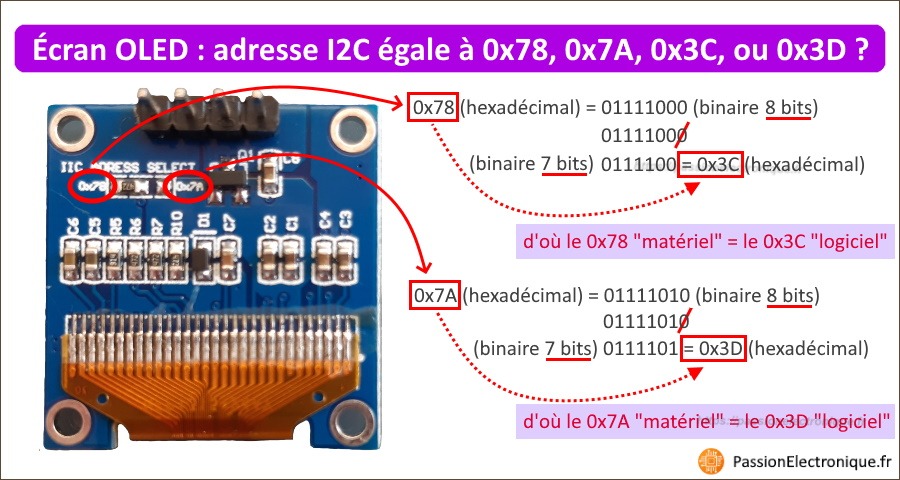 Écran OLED : adresse I2C égale à 0x78, 0x7A, 0x3C, ou 0x3D ?
0x78 (hexadécimal) = 01111000 (binaire 8 bits)
01111000
(binaire 7 bits) 0111100 = 0x3C (hexadécimal)
d'où le 0x78 "matériel" = le 0x3C "logiciel"
0x7A (hexadécimal) = 01111010 (binaire 8 bits)
01111010
(binaire 7 bits) 0111101 = 0x3D (hexadécimal)
d'où le 0x7A "matériel" = le 0x3D "logiciel"
IIC ADRESS SELECT
0x78
0x7A
Q1
C6 C5 R5 R6 R7 R10 D1 C7 C2 C1 C4 C3
PassionElectronique.fr